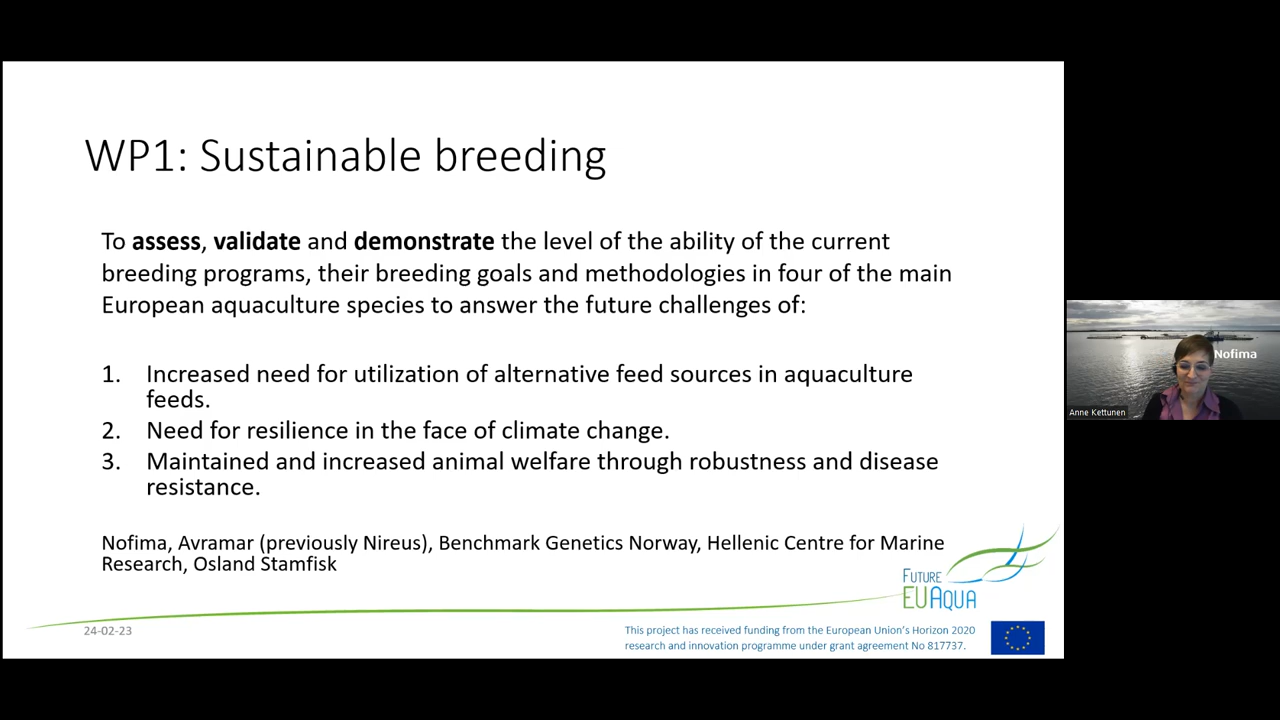 WP1: Sustainable breeding
To assess, validate and demonstrate the level of the ability of the current
breeding programs, their breeding goals and methodologies in four of the main
European aquaculture species to answer the future challenges of:
1. Increased need for utilization of alternative feed sources in aquaculture
feeds.
2. Need for resilience in the face of climate change.
3. Maintained and increased animal welfare through robustness and disease
resistance.
Nofima, Avramar (previously Nireus), Benchmark Genetics Norway, Hellenic Centre for Marine
Research, Osland Stamfisk
FUTURE
EUAQUA
24-02-23
This project has received funding from the European Union's Horizon 2020
research and innovation programme under grant agreement No 817737.
Nofima
Anne Kettunen